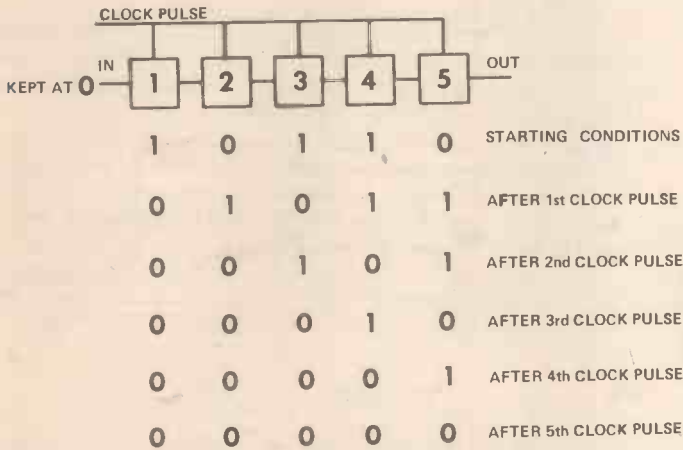 CLOCK PULSE
KEPT AT 0 IN 1 2 3 4 5 OUT
1 0 1 1 0 STARTING CONDITIONS
0 1 0 1 1 AFTER 1st CLOCK PULSE
0 0 1 0 1 AFTER 2nd CLOCK PULSE
0 0 0 1 0 AFTER 3rd CLOCK PULSE
0 0 0 0 1 AFTER 4th CLOCK PULSE
0 0 0 0 0 AFTER 5th CLOCK PULSE